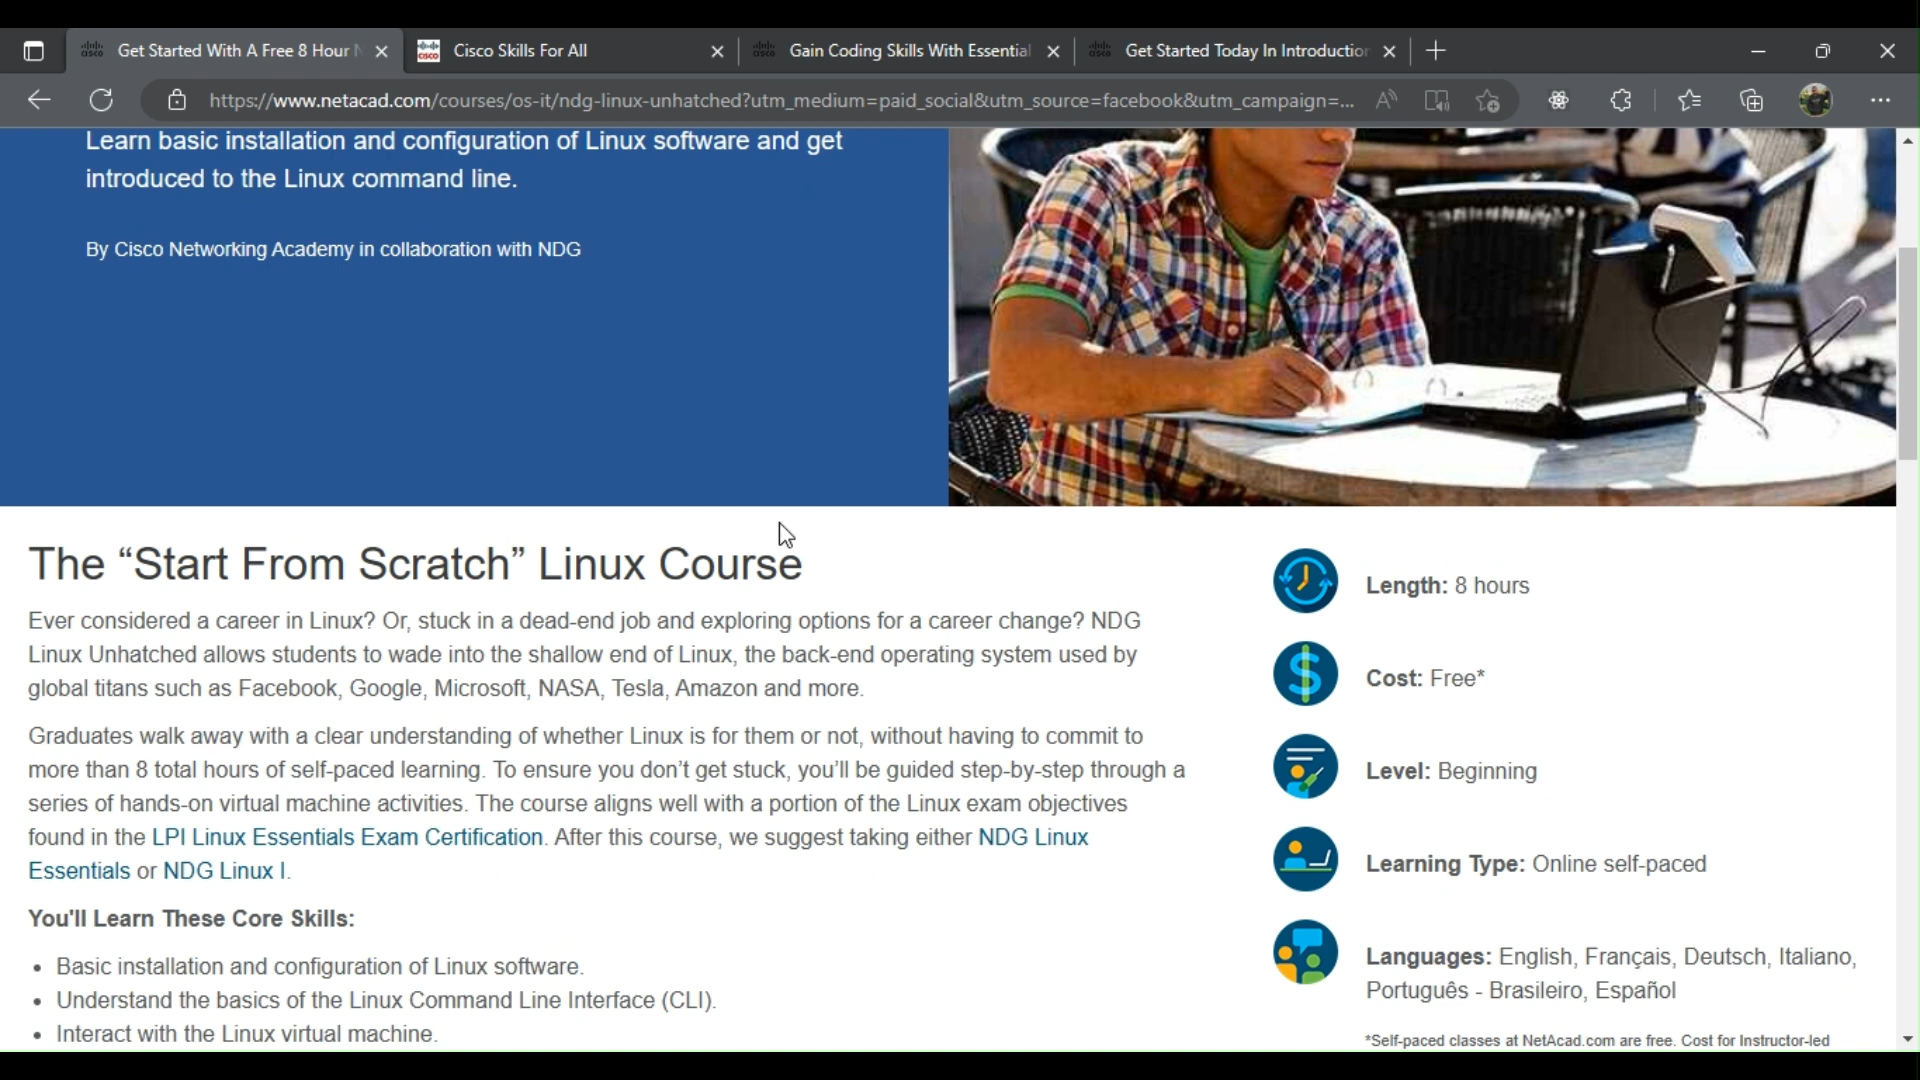 Get Started With A Free 8 Hour
Cisco Skills For All
Gain Coding Skills With Essential
Get Started Today In Introduction
https://www.netacad.com/courses/os-it/ndg-linux-unhatched?utm_medium=paid_social&utm_source=facebook&utm_campaign=...
Learn basic installation and configuration of Linux software and get
introduced to the Linux command line.
By Cisco Networking Academy in collaboration with NDG
The “Start From Scratch” Linux Course
Ever considered a career in Linux? Or, stuck in a dead-end job and exploring options for a career change? NDG
Linux Unhatched allows students to wade into the shallow end of Linux, the back-end operating system used by
global titans such as Facebook, Google, Microsoft, NASA, Tesla, Amazon and more.
Graduates walk away with a clear understanding of whether Linux is for them or not, without having to commit to
more than 8 total hours of self-paced learning. To ensure you don’t get stuck, you’ll be guided step-by-step through a
series of hands-on virtual machine activities. The course aligns well with a portion of the Linux exam objectives
found in the LPI Linux Essentials Exam Certification. After this course, we suggest taking either NDG Linux
Essentials or NDG Linux I.
You'll Learn These Core Skills:
• Basic installation and configuration of Linux software.
• Understand the basics of the Linux Command Line Interface (CLI).
• Interact with the Linux virtual machine.
Length: 8 hours
Cost: Free*
Level: Beginning
Learning Type: Online self-paced
Languages: English, Français, Deutsch, Italiano,
Português - Brasileiro, Español
*Self-paced classes at NetAcad.com are free. Cost for Instructor-led